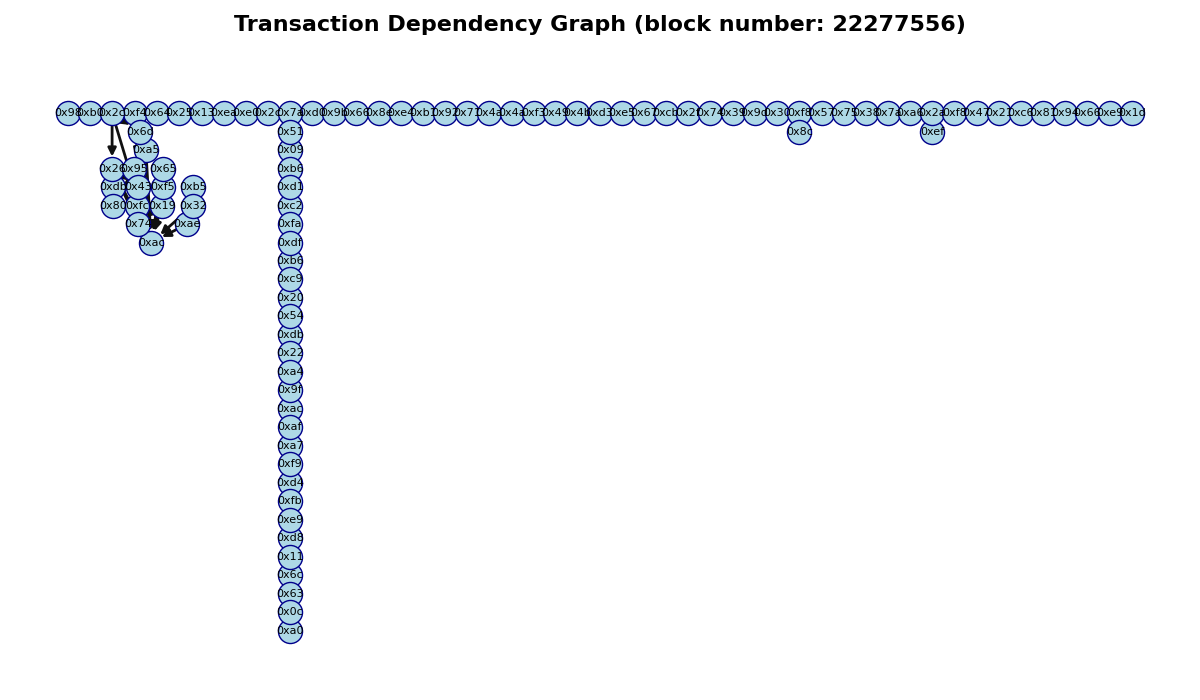 Transaction Dependency Graph (block number: 22277556)
0x98 0xb0 0x2c 0xf4 0x64 0x25 0x13 0xea 0xe0 0x2c 0x7a 0xd0 0x9b 0x66 0x8e 0xe4 0xb1 0x92 0x71 0x4a 0x4a 0xf3 0x49 0x4b 0xd3 0xe5 0x67 0xcb 0x2f 0x74 0x39 0x9d 0x30 0xf8 0x57 0x75 0x38 0x7a 0xa6 0x2a 0xf8 0x47 0x21 0xc6 0x81 0x94 0x66 0xe9 0x1d
0x6d 0x51 0x8c 0xef
0xa5 0x09
0x26 0x95 0x65 0xb6
0xdb 0x43 0xf5 0xb5 0xd1
0x80 0xfc 0x19 0x32 0xc2
0x74 0xae 0xfa
0xac 0xdf
0xb6
0xc9
0x20
0x54
0xdb
0x22
0xa4
0x9f
0xac
0xaf
0xa7
0xf9
0xd4
0xfb
0xe9
0xd8
0x11
0x6c
0x63
0x0c
0xa0